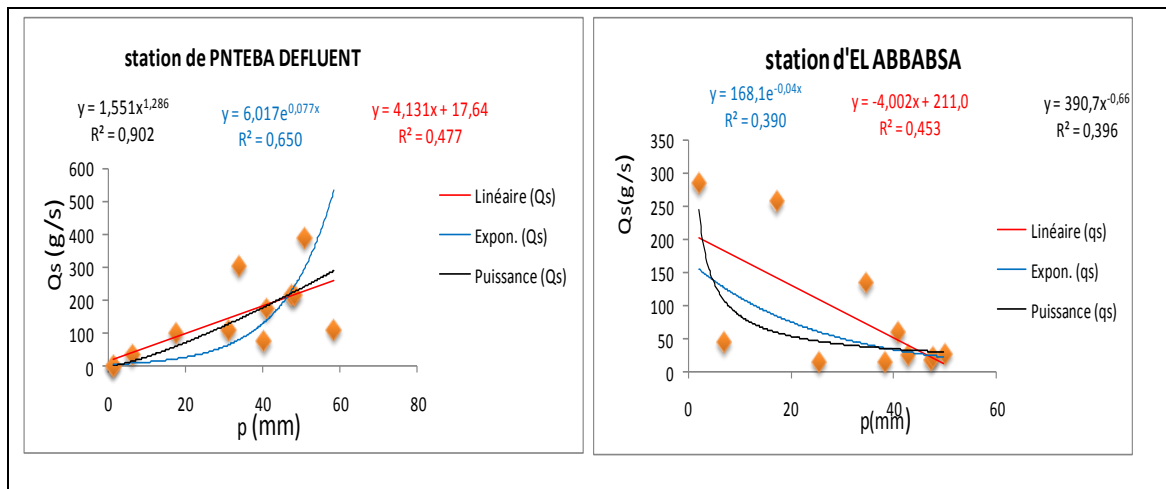 station de PNTEBA DEFLUENT
y = 1,551x^1,286
R² = 0,902
y = 6,017e^0,077x
R² = 0,650
y = 4,131x + 17,64
R² = 0,477
600
500
400
300
200
100
0
Qs (g/s)
0 20 40 60 80
p (mm)
Linéaire (Qs)
Expon. (Qs)
Puissance (Qs)
station d'EL ABBABSA
y = 168,1e^-0,04x
R² = 0,390
y = -4,002x + 211,0
R² = 0,453
y = 390,7x^-0,66
R² = 0,396
350
300
250
200
150
100
50
0
Qs(g/s)
0 20 40 60
p(mm)
Linéaire (qs)
Expon. (qs)
Puissance (qs)